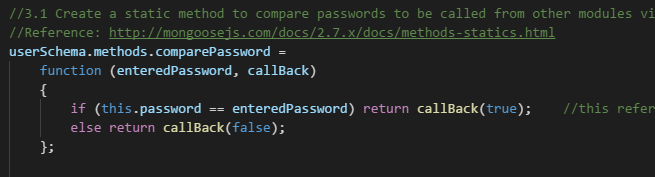 //3.1 Create a static method to compare passwords to be called from other modules
//Reference: http://mongoosejs.com/docs/2.7.x/docs/methods-statics.html
userSchema.methods.comparePassword =
function (enteredPassword, callBack)
{
if (this.password == enteredPassword) return callBack(true); //this
else return callBack(false);
};